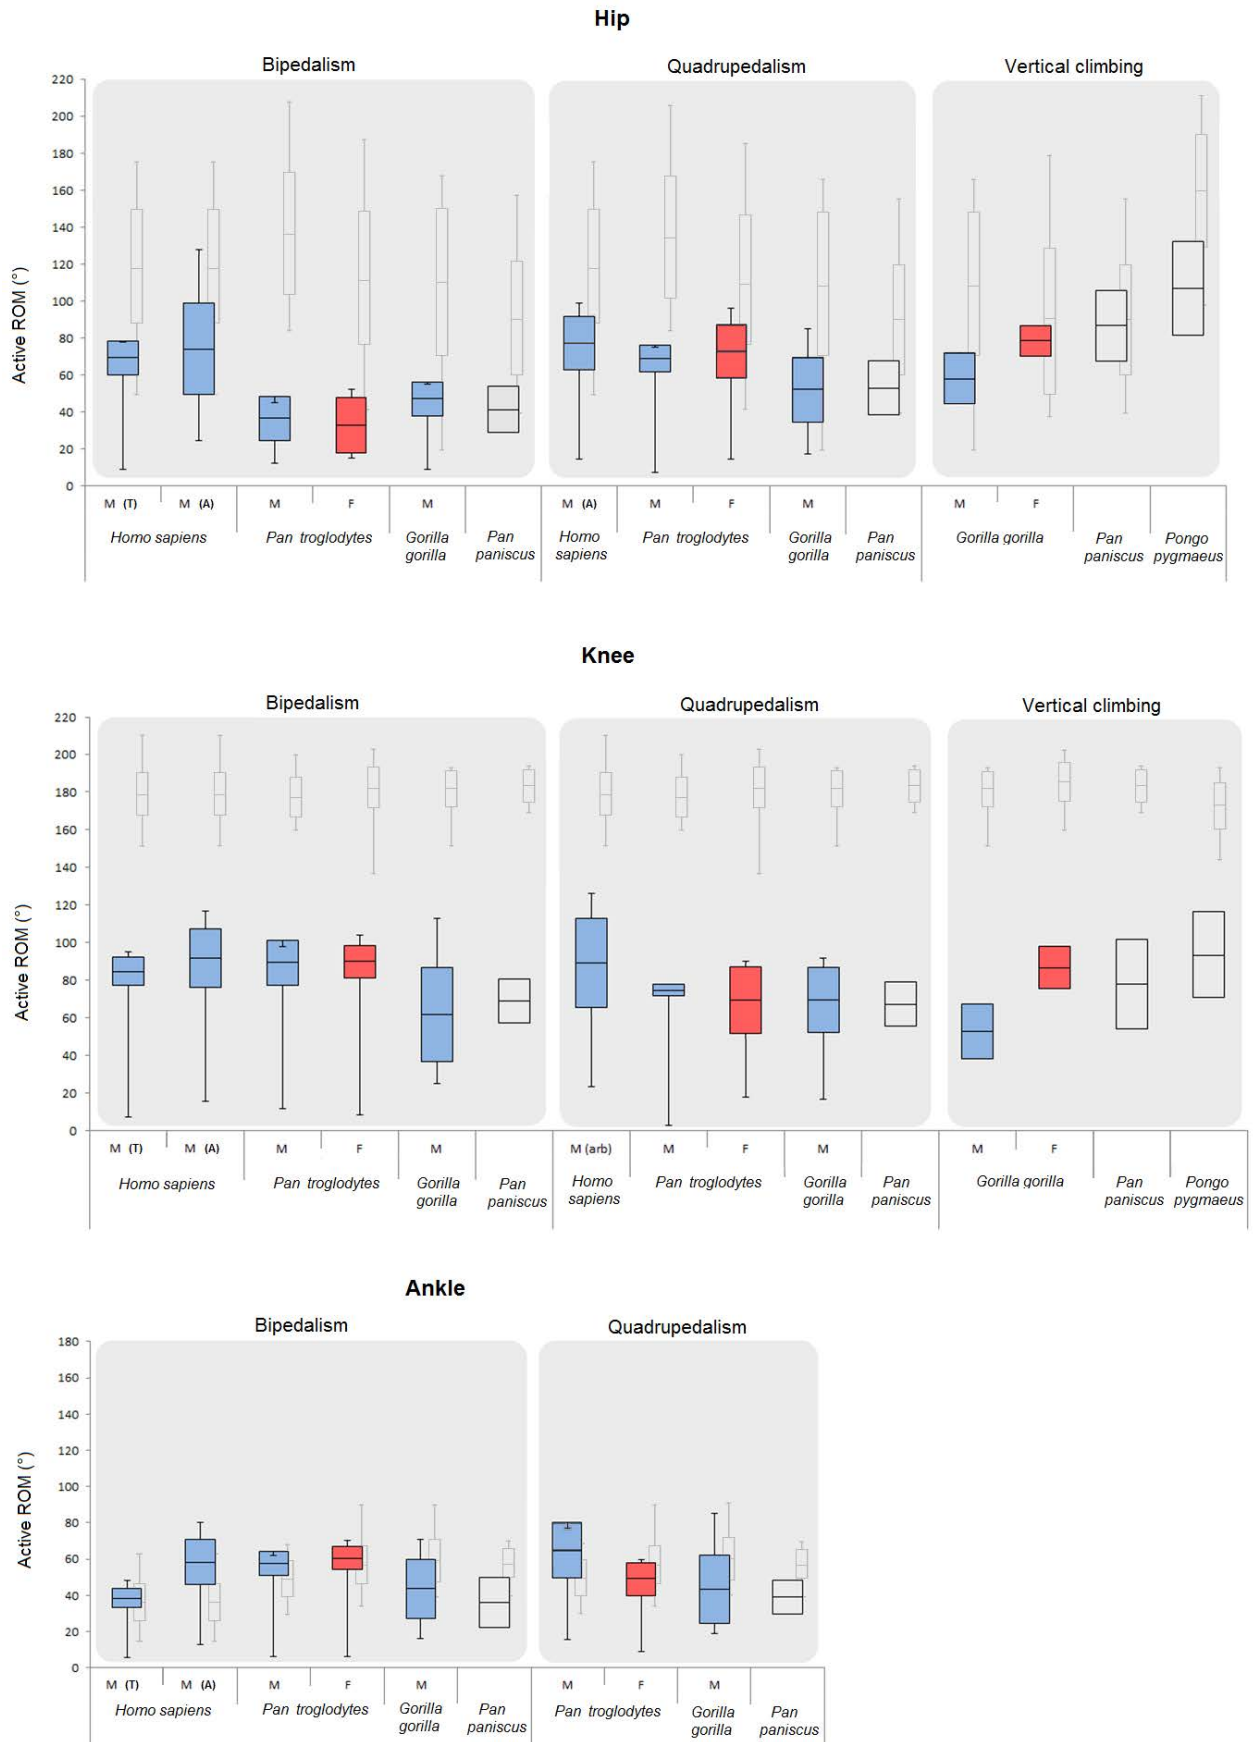 Hip
Bipedalism Quadrupedalism Vertical climbing
Active ROM (°)
220
200
180
160
140
120
100
80
60
40
20
0
M (T) M (A) M F M M (A) M F M M F
Homo sapiens Pan troglodytes Gorilla gorilla Pan paniscus Homo sapiens Pan troglodytes Gorilla gorilla Pan paniscus Gorilla gorilla Pan paniscus Pongo pygmaeus
Knee
Bipedalism Quadrupedalism Vertical climbing
Active ROM (°)
220
200
180
160
140
120
100
80
60
40
20
0
M (T) M (A) M F M M (arb) M F M M F
Homo sapiens Pan troglodytes Gorilla gorilla Pan paniscus Homo sapiens Pan troglodytes Gorilla gorilla Pan paniscus Gorilla gorilla Pan paniscus Pongo pygmaeus
Ankle
Bipedalism Quadrupedalism
Active ROM (°)
180
160
140
120
100
80
60
40
20
0
M (T) M (A) M F M M F M
Homo sapiens Pan troglodytes Gorilla gorilla Pan paniscus Pan troglodytes Gorilla gorilla Pan paniscus